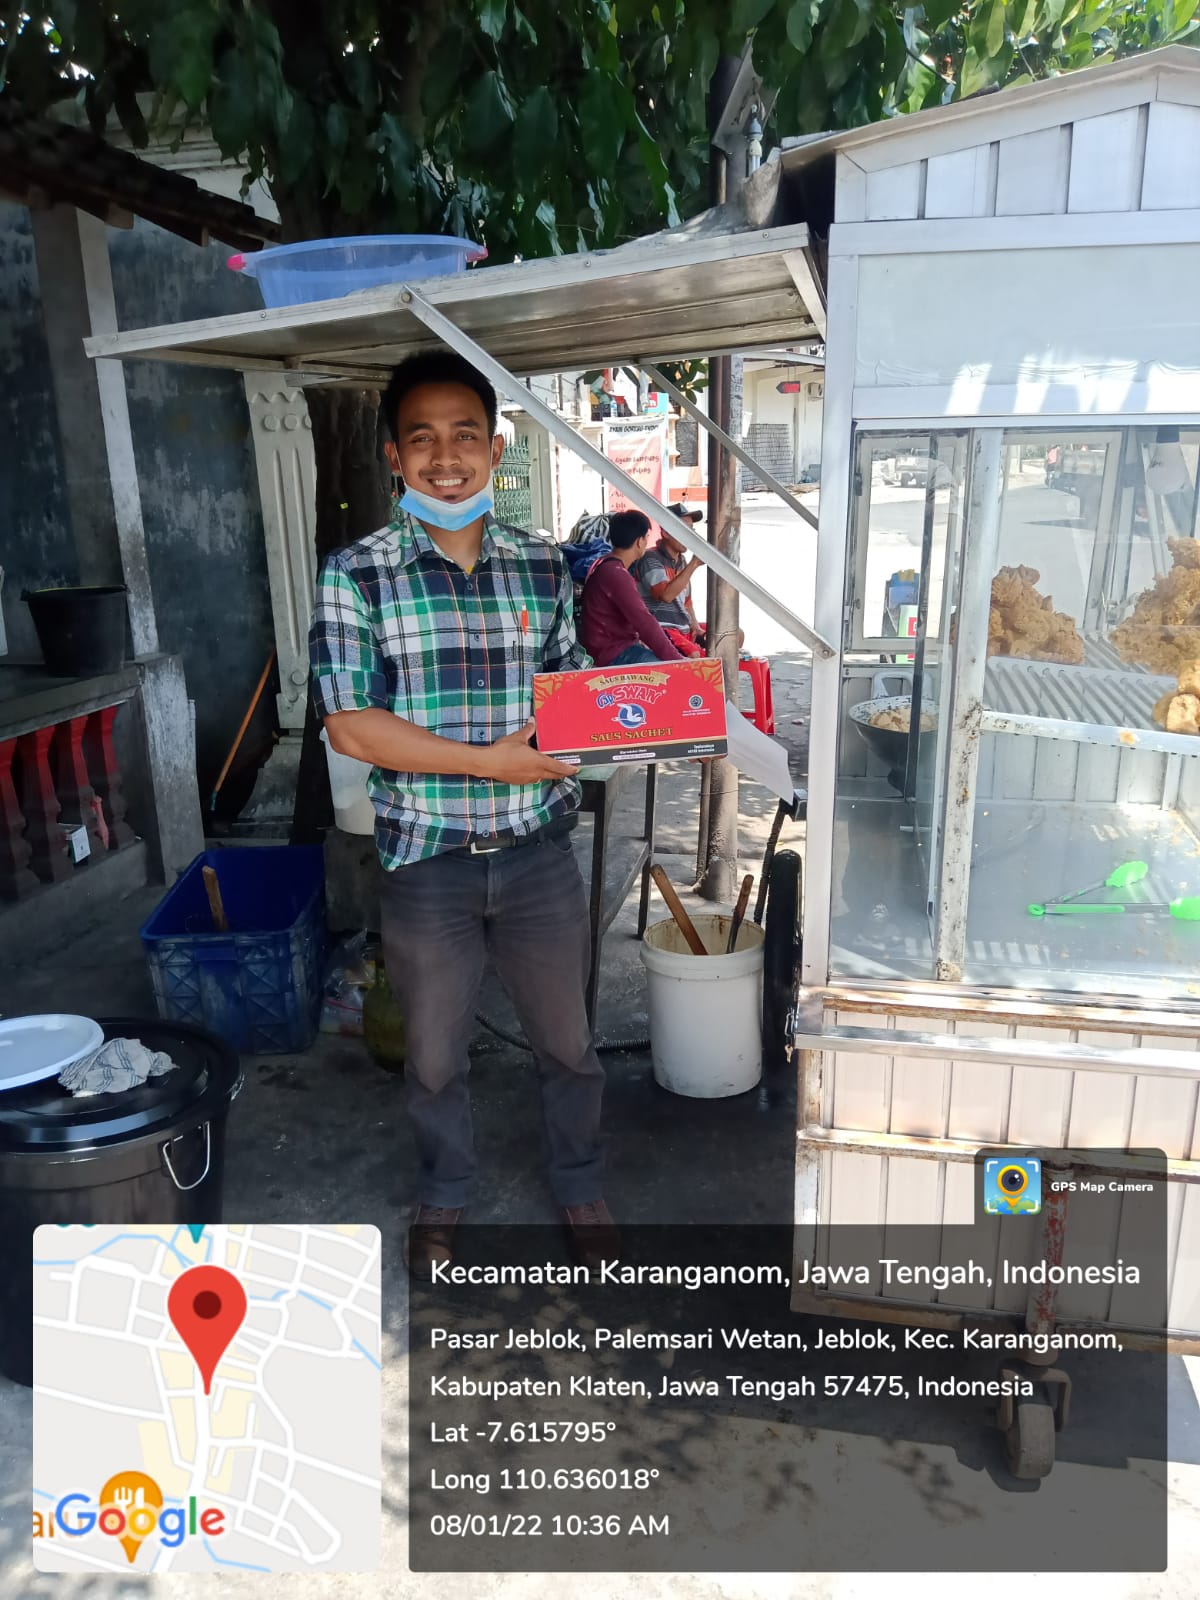 AYAM GORENG
SAUS BAWANG
SWAN
SAUS SACHET
GPS Map Camera
Kecamatan Karanganom, Jawa Tengah, Indonesia
Pasar Jeblok, Palemsari Wetan, Jeblok, Kec. Karanganom,
Kabupaten Klaten, Jawa Tengah 57475, Indonesia
Lat -7.615795°
Long 110.636018°
08/01/22 10:36 AM
Google